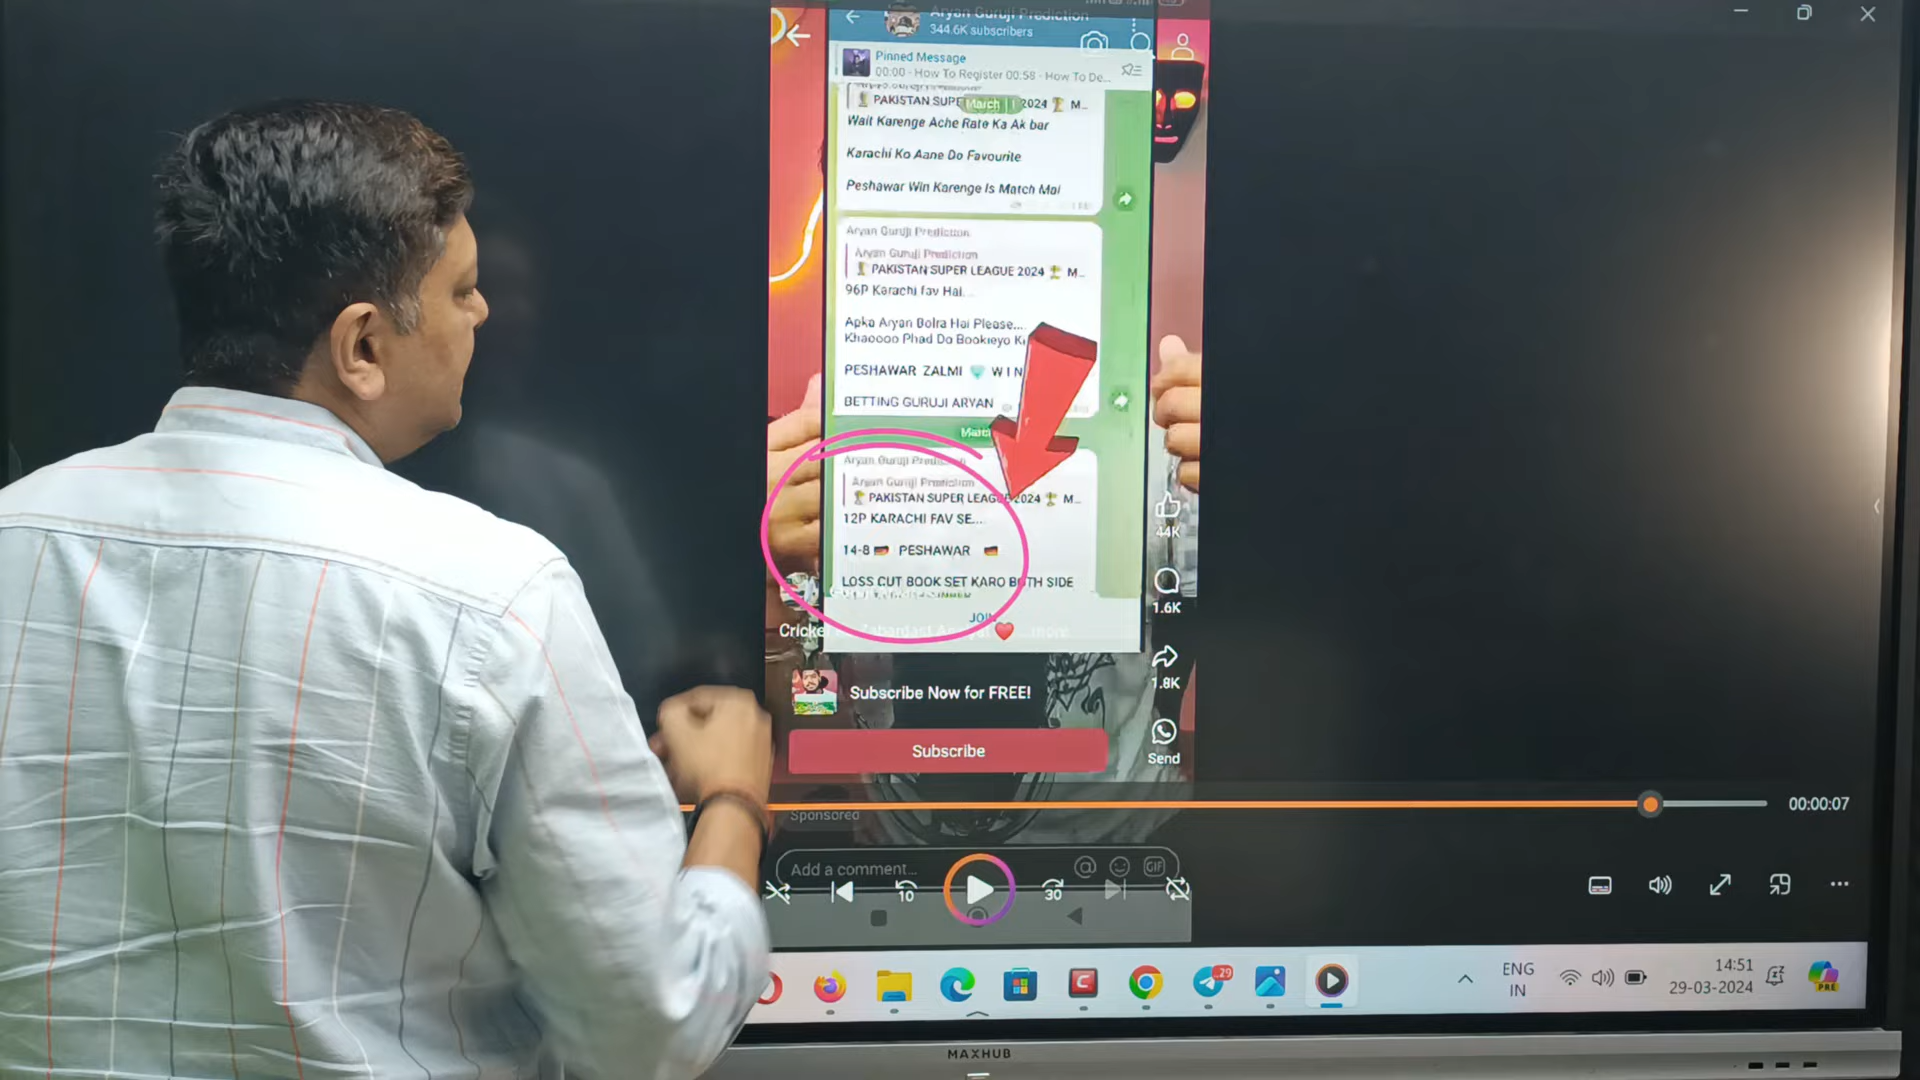 Aryan Guruji Prediction
344.6K subscribers
Pinned Message
00:00 - How To Register 00:58 - How To De...
PAKISTAN SUPE March 2024 M...
Wait Karenge Ache Rate Ka Ak bar
Karachi Ko Aane Do Favourite
Peshawar Win Karenge Is Match Mai
Aryan Guruji Prediction
Aryan Guruji Prediction
🏆 PAKISTAN SUPER LEAGUE 2024 🏆 M...
96P Karachi fav Hai...
Apka Aryan Bolra Hai Please...
Khaoooo Phad Do Bookieyo K
PESHAWAR ZALMI WIN
BETTING GURUJI ARYAN
March
Aryan Guruji Prediction
Aryan Guruji Prediction
🏆 PAKISTAN SUPER LEAGUE 2024 🏆 M...
12P KARACHI FAV SE...
14-8 PESHAWAR
LOSS CUT BOOK SET KARO BOTH SIDE
JOIN
44K
1.6K
1.8K
Send
Subscribe Now for FREE!
Subscribe
Sponsored
00:00:07
Add a comment...
GIF
10
30
29
ENG
IN
14:51
29-03-2024
PRE
MAXHUB